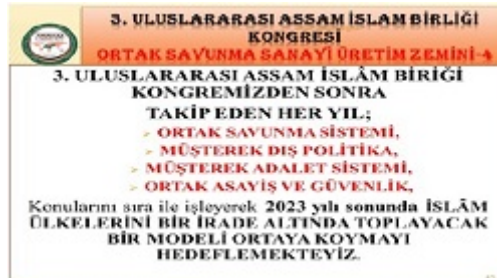 3. ULUSLARARASI ASSAM İSLAM BİRLİĞİ
KONGRESİ
ORTAK SAVUNMA SANAYİ ÜRETİM ZEMİNİ-4
3. ULUSLARARASI ASSAM İSLÂM BİRİĞİ
KONGREMİZDEN SONRA
TAKİP EDEN HER YIL;
ORTAK SAVUNMA SİSTEMİ,
MÜŞTEREK DIŞ POLİTİKA,
MÜŞTEREK ADALET SİSTEMİ,
ORTAK ASAYİŞ VE GÜVENLİK,
Konularını sıra ile işleyerek 2023 yılı sonunda İSLÂM
ÜLKELERİNİ BİR İRADE ALTINDA TOPLAYACAK
BİR MODELİ ORTAYA KOYMAYI
HEDEFLEMEKTEYİZ.